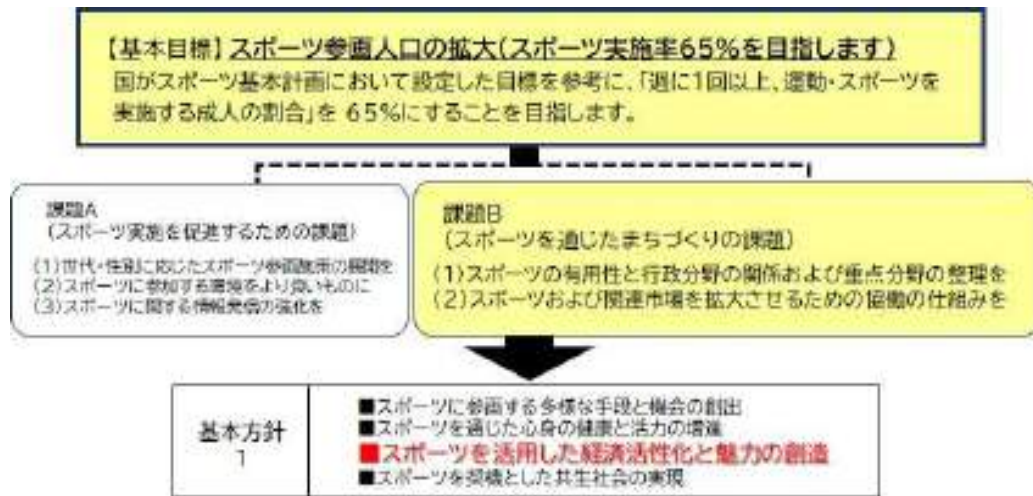 【基本目標】スポーツ参画人口の拡大(スポーツ実施率65%を目指します)
国がスポーツ基本計画において設定した目標を参考に、「週に1回以上、運動・スポーツを
実施する成人の割合」を 65%にすることを目指します。
課題A
(スポーツ実施を促進するための課題)
(1)世代・性別に応じたスポーツ参画施策の展開を
(2)スポーツに参加する環境をより良いものに
(3)スポーツに関する情報発信の強化を
課題B
(スポーツを通じたまちづくりの課題)
(1)スポーツの有用性と行政分野の関係および重点分野の整理を
(2)スポーツおよび関連市場を拡大させるための協働の仕組みを
基本方針
1
■スポーツに参画する多様な手段と機会の創出
■スポーツを通じた心身の健康と活力の増進
■スポーツを活用した経済活性化と魅力の創造
■スポーツを契機とした共生社会の実現